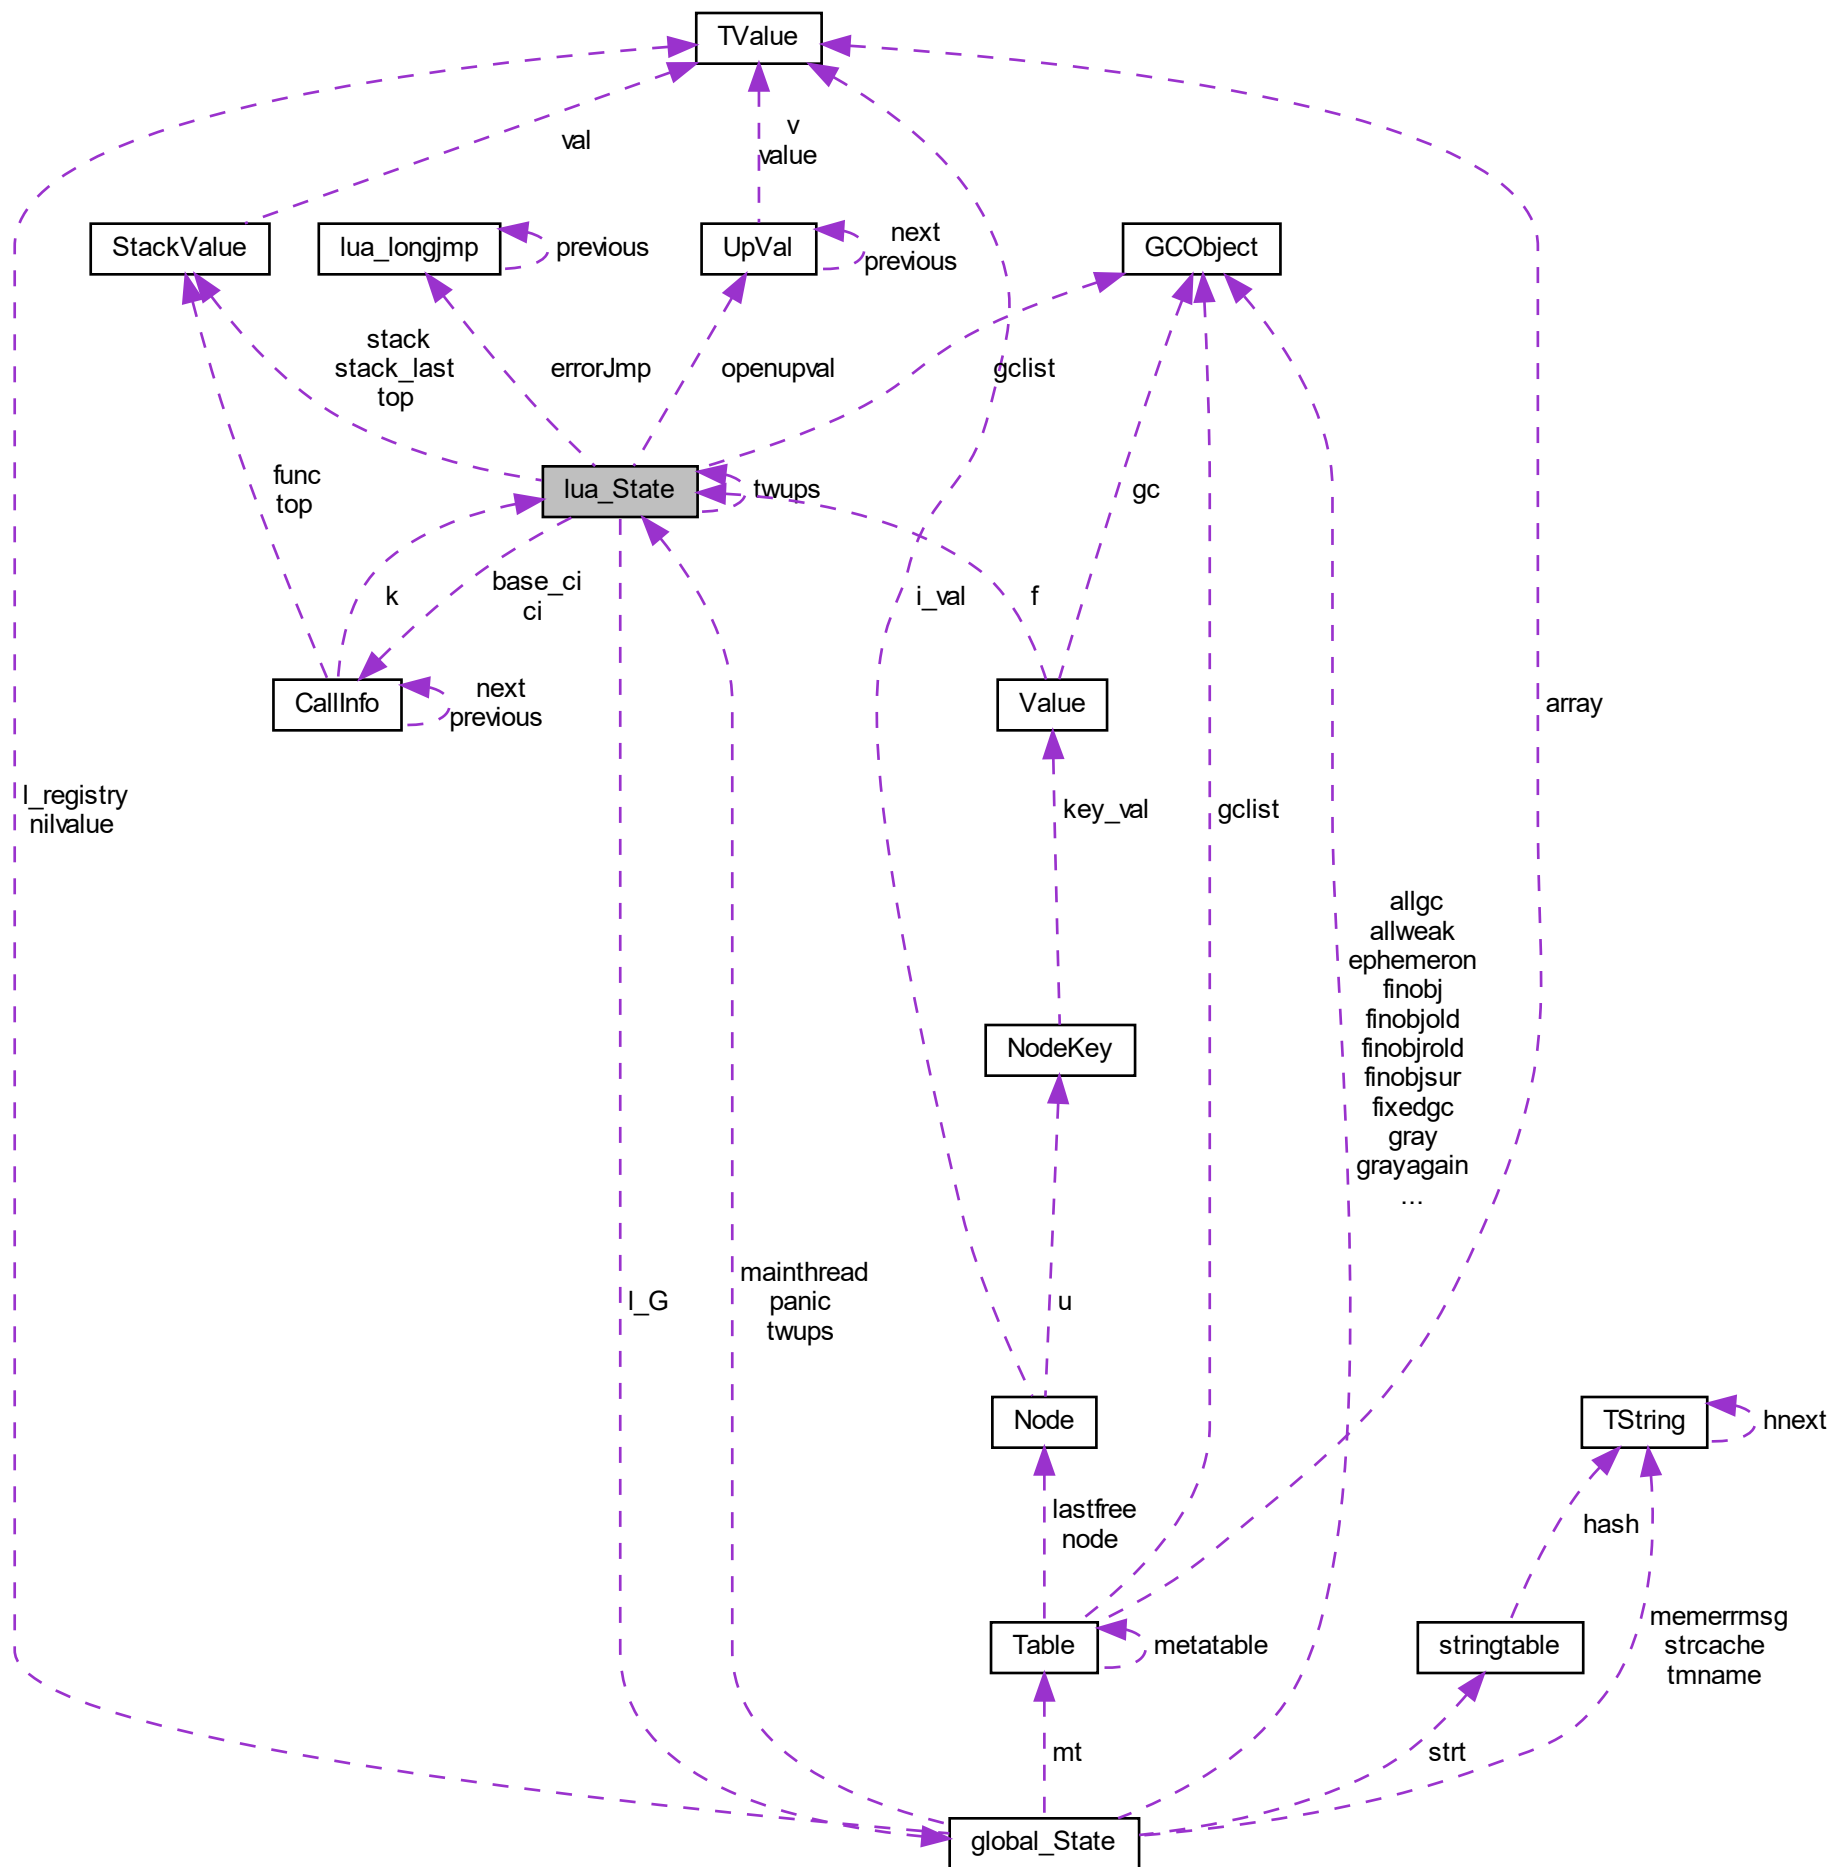 TValue
val
v
value
StackValue
lua_longjmp
previous
UpVal
next
previous
GCObject
stack
stack_last
top
errorJmp
openupval
gclist
func
top
lua_State
twups
gc
k
base_ci
ci
i_val
f
CallInfo
next
previous
Value
array
l_registry
nilvalue
key_val
gclist
allgc
allweak
ephemeron
finobj
finobjold
finobjrold
finobjsur
fixedgc
gray
grayagain
...
NodeKey
l_G
mainthread
panic
twups
u
Node
TString
hnext
lastfree
node
hash
Table
metatable
stringtable
memerrmsg
strcache
tmname
mt
strt
global_State